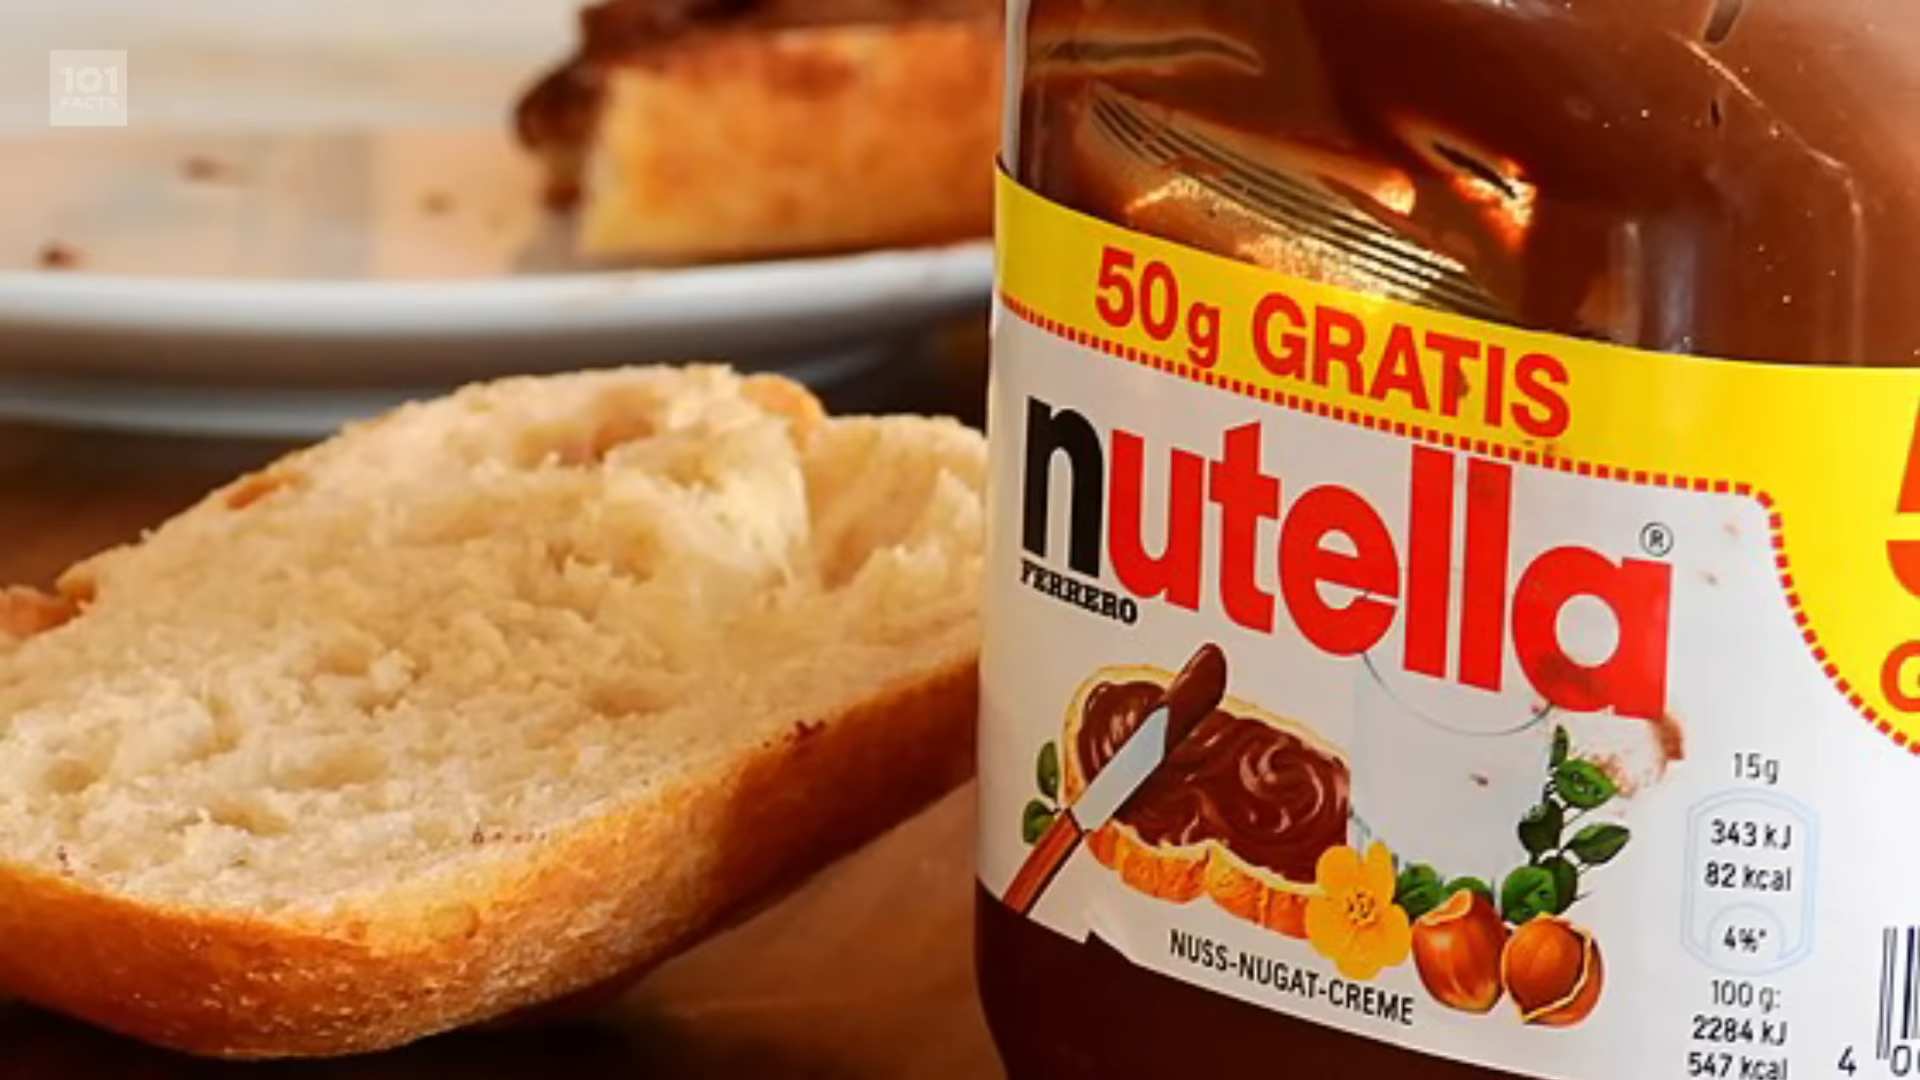 101
FACTS
50g GRATIS
nutella®
FERRERO
NUSS-NUGAT-CREME
15g
343 kJ
82 kcal
4%*
100 g:
2284 kJ
547 kcal
4